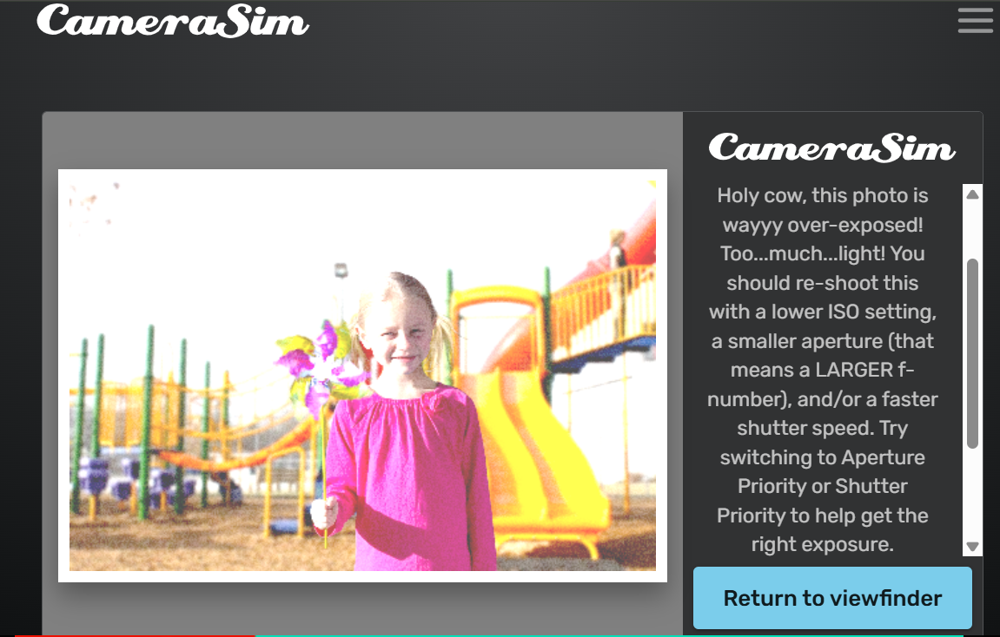 CameraSim
CameraSim
Holy cow, this photo is
wayyy over-exposed!
Too...much...light! You
should re-shoot this
with a lower ISO setting,
a smaller aperture (that
means a LARGER f-
number), and/or a faster
shutter speed. Try
switching to Aperture
Priority or Shutter
Priority to help get the
right exposure.
Return to viewfinder